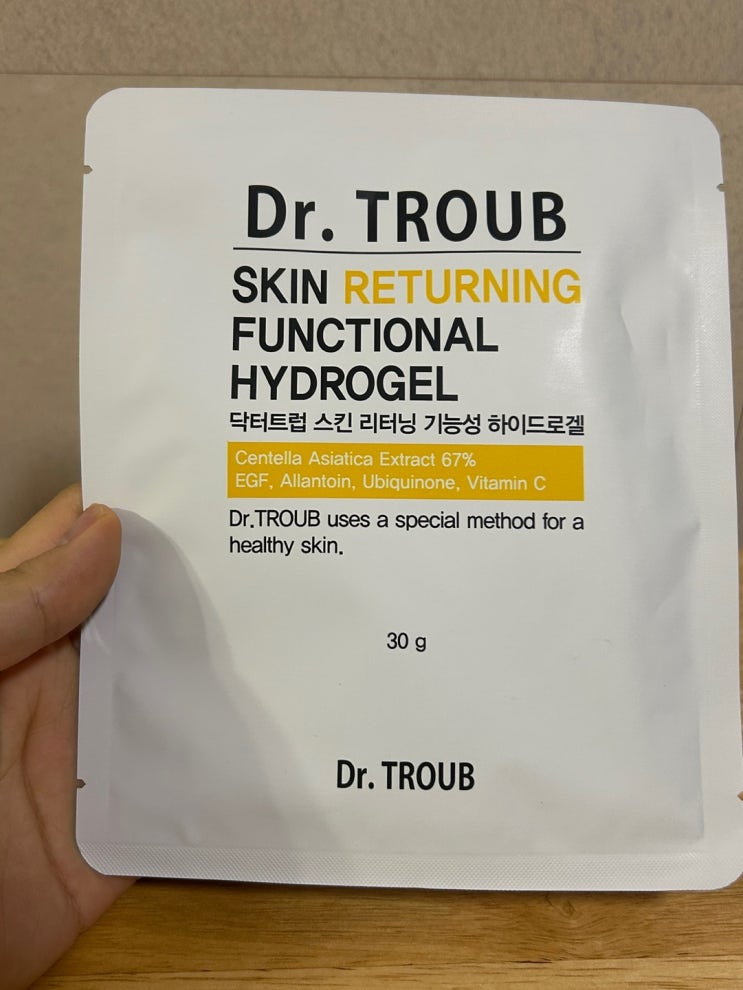 Dr. TROUB
SKIN RETURNING
FUNCTIONAL
HYDROGEL
닥터트럽 스킨 리터닝 기능성 하이드로겔
Centella Asiatica Extract 67%
EGF, Allantoin, Ubiquinone, Vitamin C
Dr.TROUB uses a special method for a
healthy skin.
30 g
Dr. TROUB